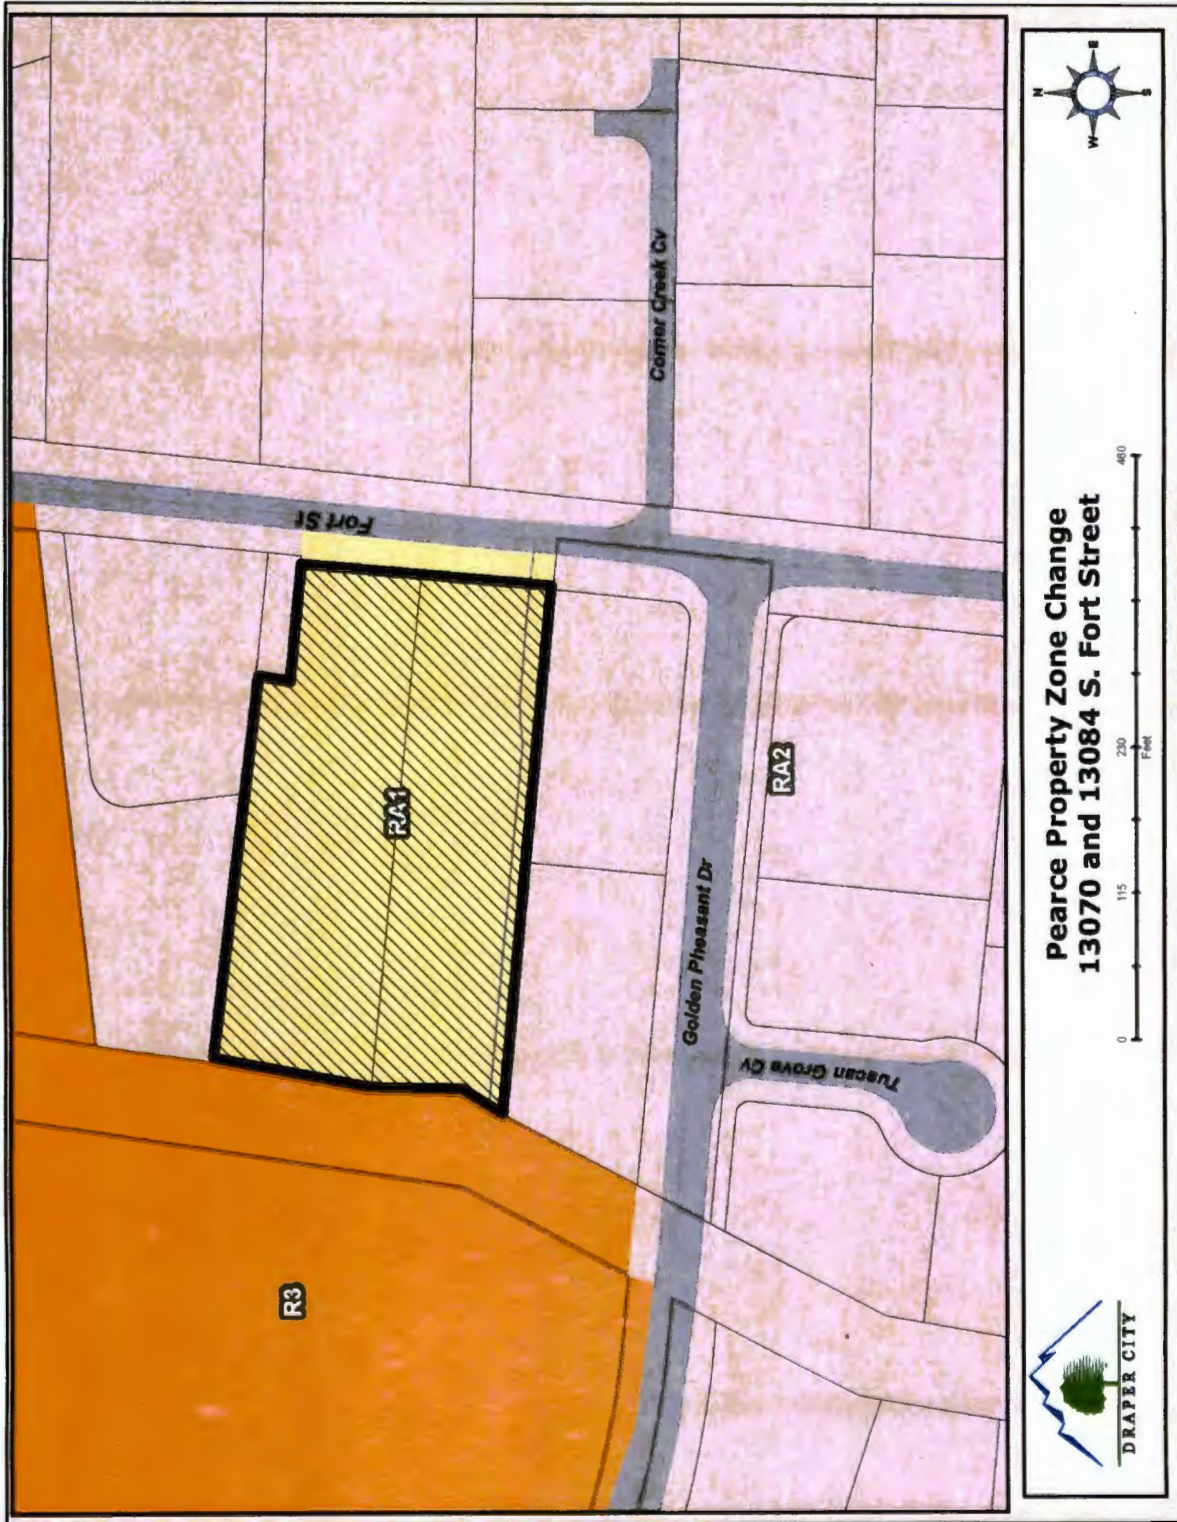 Fort St
Corner Creek Cv
RA1
RA2
Golden Pheasant Dr
Tuscan Grove Cv
R3
DRAPER CITY
Pearce Property Zone Change
13070 and 13084 S. Fort Street
0 115 230 460
Feet
N
W E
S